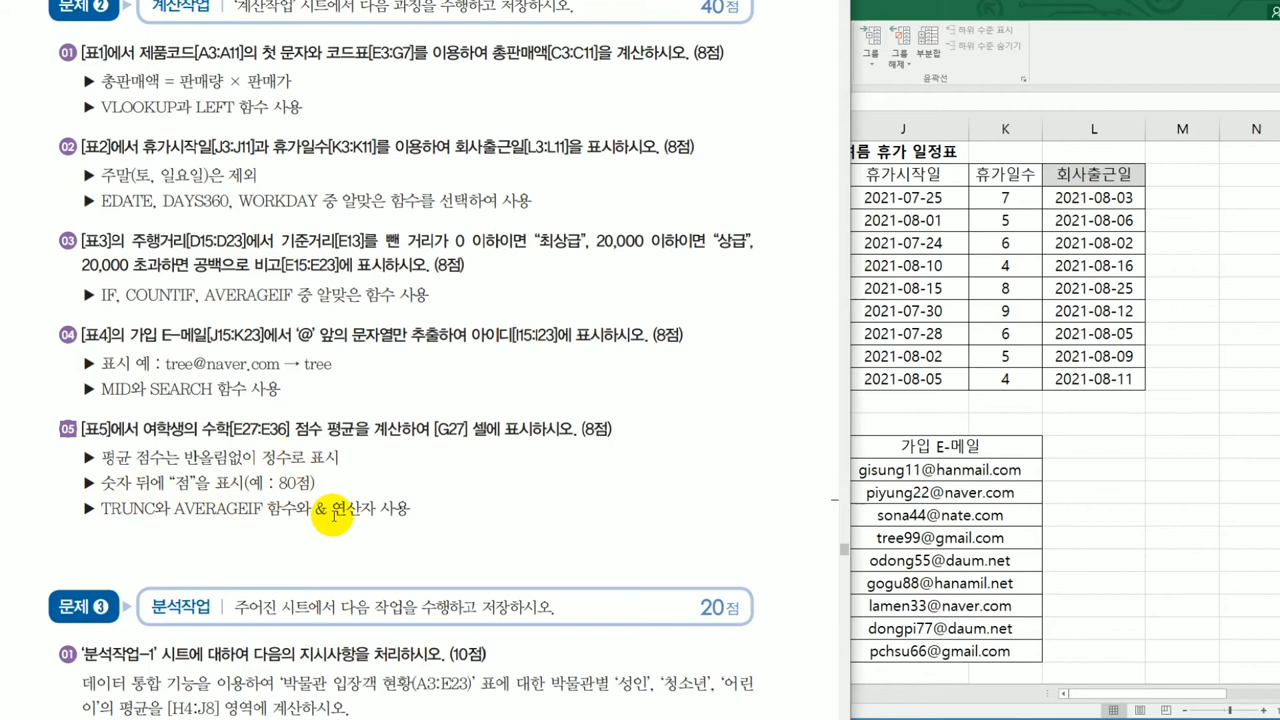 문제 ② 계산작업 '계산작업' 시트에서 다음 과정을 수행하고 저장하시오. 40점
01 [표1]에서 제품코드[A3:A11]의 첫 문자와 코드표[E3:G7]를 이용하여 총판매액[C3:C11]을 계산하시오. (8점)
▶ 총판매액 = 판매량 × 판매가
▶ VLOOKUP과 LEFT 함수 사용
02 [표2]에서 휴가시작일[J3:J11]과 휴가일수[K3:K11]를 이용하여 회사출근일[L3:L11]을 표시하시오. (8점)
▶ 주말(토, 일요일)은 제외
▶ EDATE, DAYS360, WORKDAY 중 알맞은 함수를 선택하여 사용
03 [표3]의 주행거리[D15:D23]에서 기준거리[E13]를 뺀 거리가 0 이하이면 "최상급", 20,000 이하이면 "상급",
20,000 초과하면 공백으로 비고[E15:E23]에 표시하시오. (8점)
▶ IF, COUNTIF, AVERAGEIF 중 알맞은 함수 사용
04 [표4]의 가입 E-메일[J15:K23]에서 '@' 앞의 문자열만 추출하여 아이디[I15:I23]에 표시하시오. (8점)
▶ 표시 예 : tree@naver.com → tree
▶ MID와 SEARCH 함수 사용
05 [표5]에서 여학생의 수학[E27:E36] 점수 평균을 계산하여 [G27] 셀에 표시하시오. (8점)
▶ 평균 점수는 반올림없이 정수로 표시
▶ 숫자 뒤에 "점"을 표시(예 : 80점)
▶ TRUNC와 AVERAGEIF 함수와 & 연산자 사용
문제 ③ 분석작업 주어진 시트에서 다음 작업을 수행하고 저장하시오. 20점
01 '분석작업-1' 시트에 대하여 다음의 지시사항을 처리하시오. (10점)
데이터 통합 기능을 이용하여 '박물관 입장객 현황(A3:E23)' 표에 대한 박물관별 '성인', '청소년', '어린
이'의 평균을 [H4:J8] 영역에 계산하시오.
그룹 그룹 해제 부분합 하위 수준 표시
하위 수준 숨기기
윤곽선
J K L M N
여름 휴가 일정표
휴가시작일 휴가일수 회사출근일
2021-07-25 7 2021-08-03
2021-08-01 5 2021-08-06
2021-07-24 6 2021-08-02
2021-08-10 4 2021-08-16
2021-08-15 8 2021-08-25
2021-07-30 9 2021-08-12
2021-07-28 6 2021-08-05
2021-08-02 5 2021-08-09
2021-08-05 4 2021-08-11
가입 E-메일
gisung11@hanmail.com
piyung22@naver.com
sona44@nate.com
tree99@gmail.com
odong55@daum.net
gogu88@hanamil.net
lamen33@naver.com
dongpi77@daum.net
pchsu66@gmail.com